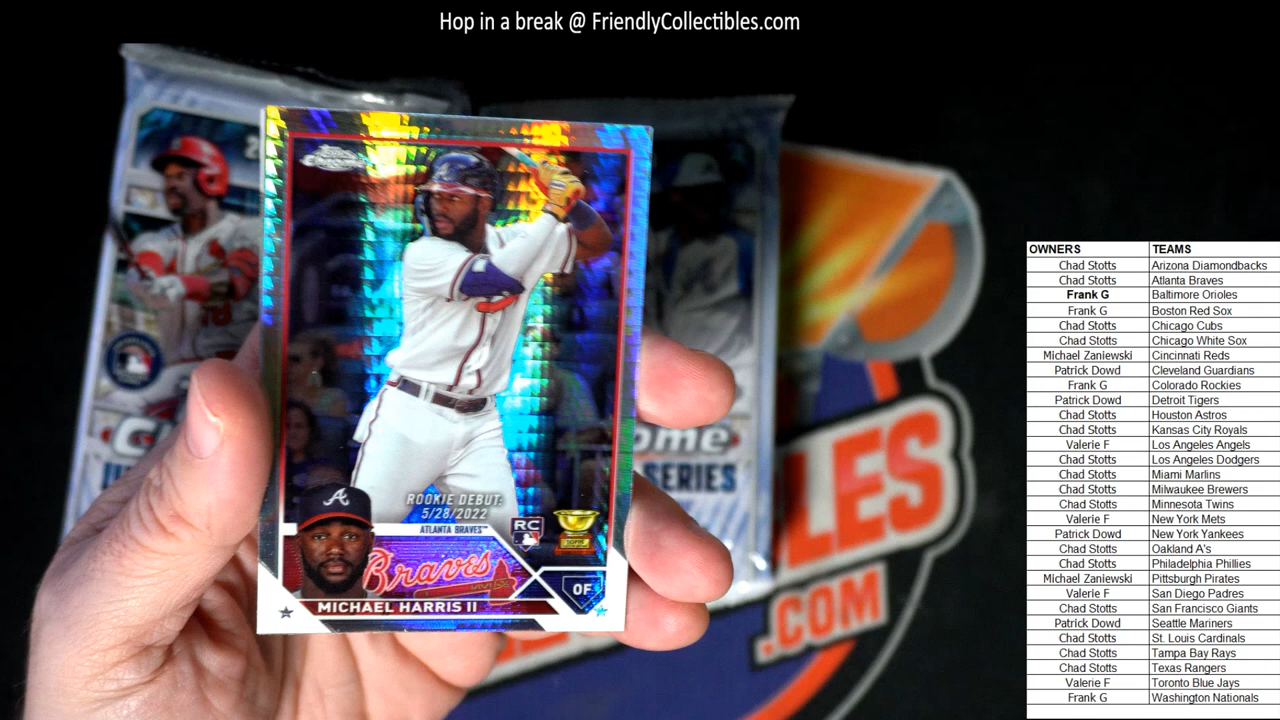 Hop in a break @ FriendlyCollectibles.com
Topps Chrome
ROOKIE DEBUT:
5/28/2022
ATLANTA BRAVES™
RC
Braves
MICHAEL HARRIS II
OF
ome
SERIES
ES
.COM
OWNERS TEAMS
Chad Stotts Arizona Diamondbacks
Chad Stotts Atlanta Braves
Frank G Baltimore Orioles
Frank G Boston Red Sox
Chad Stotts Chicago Cubs
Chad Stotts Chicago White Sox
Michael Zaniewski Cincinnati Reds
Patrick Dowd Cleveland Guardians
Frank G Colorado Rockies
Patrick Dowd Detroit Tigers
Chad Stotts Houston Astros
Chad Stotts Kansas City Royals
Valerie F Los Angeles Angels
Chad Stotts Los Angeles Dodgers
Chad Stotts Miami Marlins
Chad Stotts Milwaukee Brewers
Chad Stotts Minnesota Twins
Valerie F New York Mets
Patrick Dowd New York Yankees
Chad Stotts Oakland A's
Chad Stotts Philadelphia Phillies
Michael Zaniewski Pittsburgh Pirates
Valerie F San Diego Padres
Chad Stotts San Francisco Giants
Patrick Dowd Seattle Mariners
Chad Stotts St. Louis Cardinals
Chad Stotts Tampa Bay Rays
Chad Stotts Texas Rangers
Valerie F Toronto Blue Jays
Frank G Washington Nationals